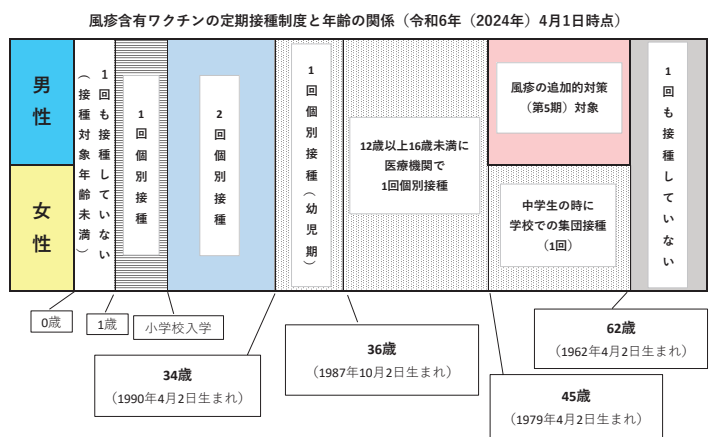 風疹含有ワクチンの定期接種制度と年齢の関係（令和6年（2024年）4月1日時点）
男性
女性
1回も接種していない
（接種対象年齢未満）
1回個別接種
2回個別接種
1回個別接種（幼児期）
12歳以上16歳未満に
医療機関で
1回個別接種
風疹の追加的対策
（第5期）対象
中学生の時に
学校での集団接種
（1回）
1回も接種していない
0歳
1歳
小学校入学
34歳
（1990年4月2日生まれ）
36歳
（1987年10月2日生まれ）
45歳
（1979年4月2日生まれ）
62歳
（1962年4月2日生まれ）